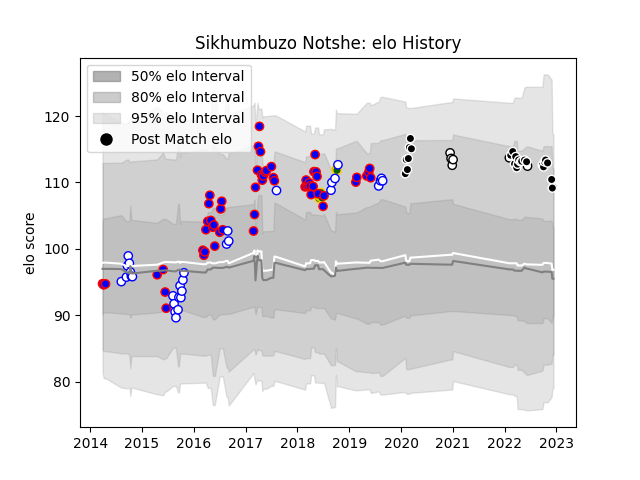 Sikhumbuzo Notshe: elo History
50% elo Interval
80% elo Interval
95% elo Interval
Post Match elo
elo score
120
110
100
90
80
2014 2015 2016 2017 2018 2019 2020 2021 2022 2023